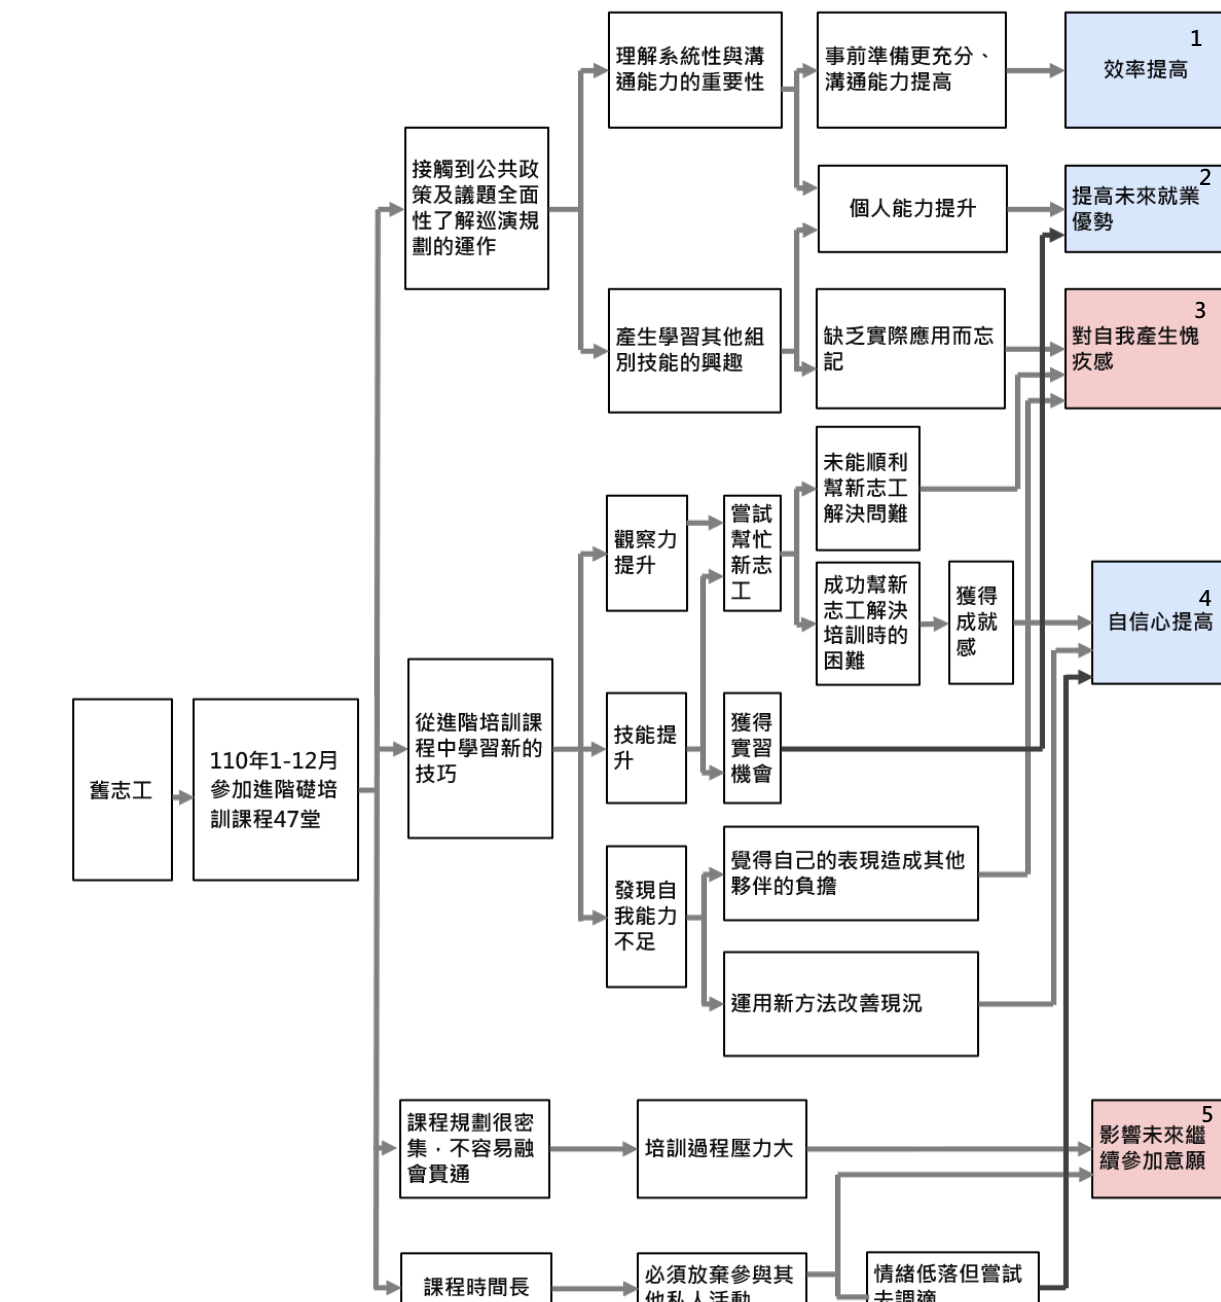 理解系統性與溝
通能力的重要性
事前準備更充分、
溝通能力提高
1
效率提高
接觸到公共政
策及議題全面
性了解巡演規
劃的運作
個人能力提升
2
提高未來就業
優勢
產生學習其他組
別技能的興趣
缺乏實際應用而忘
記
3
對自我產生愧
疚感
未能順利
幫新志工
解決問難
觀察力
提升
嘗試
幫忙
新志
工
成功幫新
志工解決
培訓時的
困難
獲得
成就
感
4
自信心提高
舊志工
110年1-12月
參加進階礎培
訓課程47堂
從進階培訓課
程中學習新的
技巧
技能提
升
獲得
實習
機會
發現自
我能力
不足
覺得自己的表現造成其他
夥伴的負擔
運用新方法改善現況
課程規劃很密
集，不容易融
會貫通
培訓過程壓力大
5
影響未來繼
續參加意願
課程時間長
必須放棄參與其
他私人活動
情緒低落但嘗試
去調適